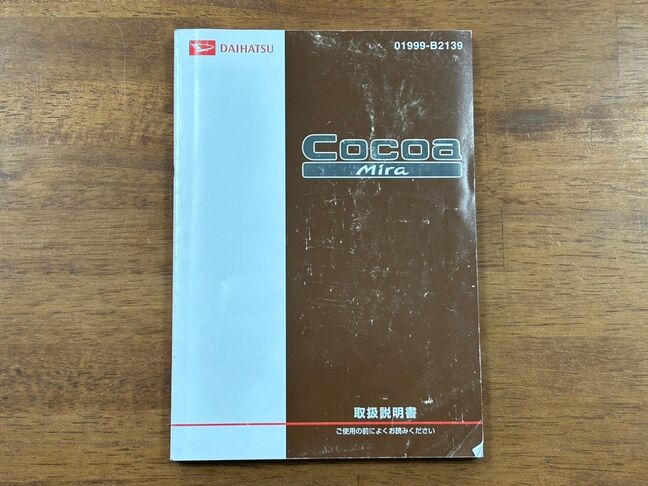 DAIHATSU
01999-B2139
Cocoa
Mira
取扱説明書
ご使用の前によくお読みください